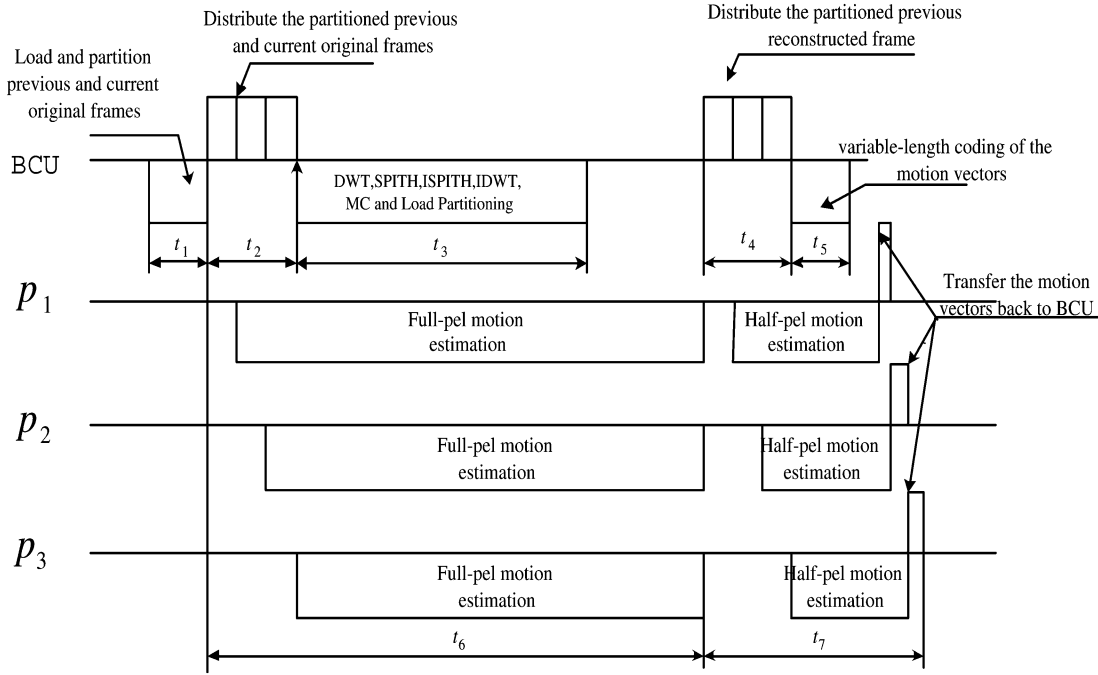 Distribute the partitioned previous
and current original frames
Distribute the partitioned previous
reconstructed frame
Load and partition
previous and current
original frames
BCU
DWT,SPITH,ISPITH,IDWT,
MC and Load Partitioning
variable-length coding of the
motion vectors
t1
t2
t3
t4
t5
P1
Full-pel motion
estimation
Half-pel motion
estimation
Transfer the motion
vectors back to BCU
p2
Full-pel motion
estimation
Half-pel motion
estimation
p3
Full-pel motion
estimation
Half-pel motion
estimation
t6
t7